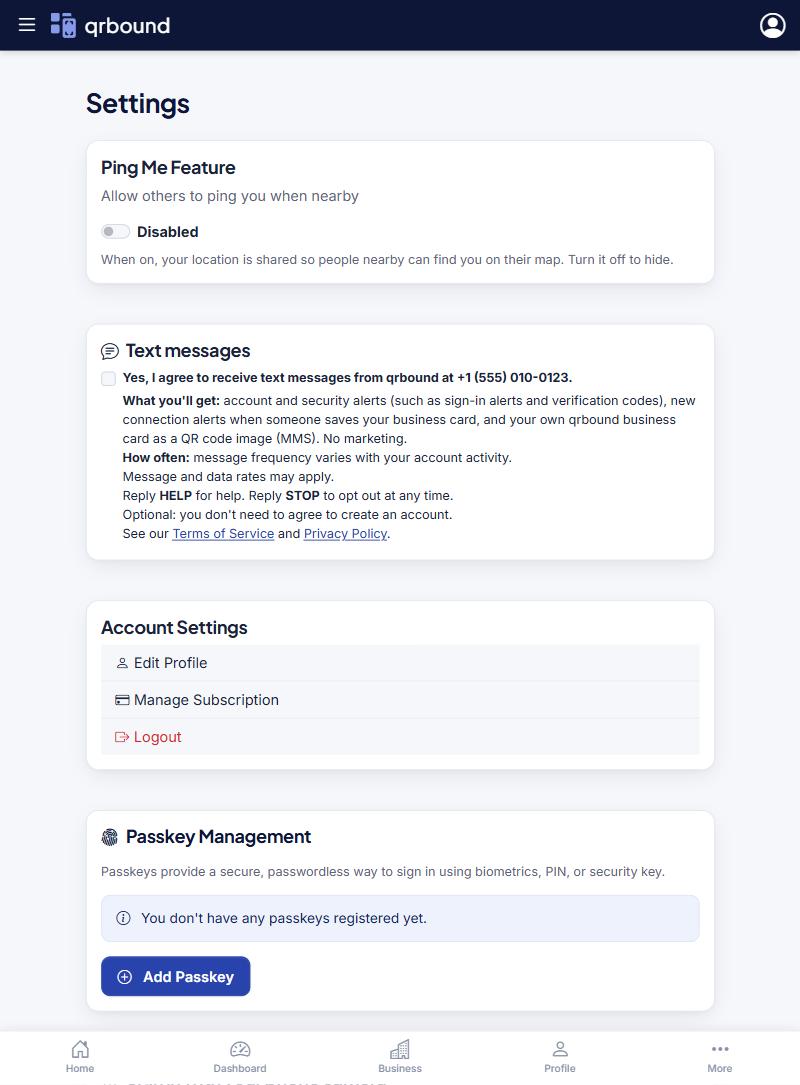 qrbound
Settings
Ping Me Feature
Allow others to ping you when nearby
Disabled
When on, your location is shared so people nearby can find you on their map. Turn it off to hide.
Text messages
Yes, I agree to receive text messages from qrbound at +1 (555) 010-0123.
What you'll get: account and security alerts (such as sign-in alerts and verification codes), new
connection alerts when someone saves your business card, and your own qrbound business
card as a QR code image (MMS). No marketing.
How often: message frequency varies with your account activity.
Message and data rates may apply.
Reply HELP for help. Reply STOP to opt out at any time.
Optional: you don't need to agree to create an account.
See our Terms of Service and Privacy Policy.
Account Settings
Edit Profile
Manage Subscription
Logout
Passkey Management
Passkeys provide a secure, passwordless way to sign in using biometrics, PIN, or security key.
You don't have any passkeys registered yet.
Add Passkey
Home
Dashboard
Business
Profile
More